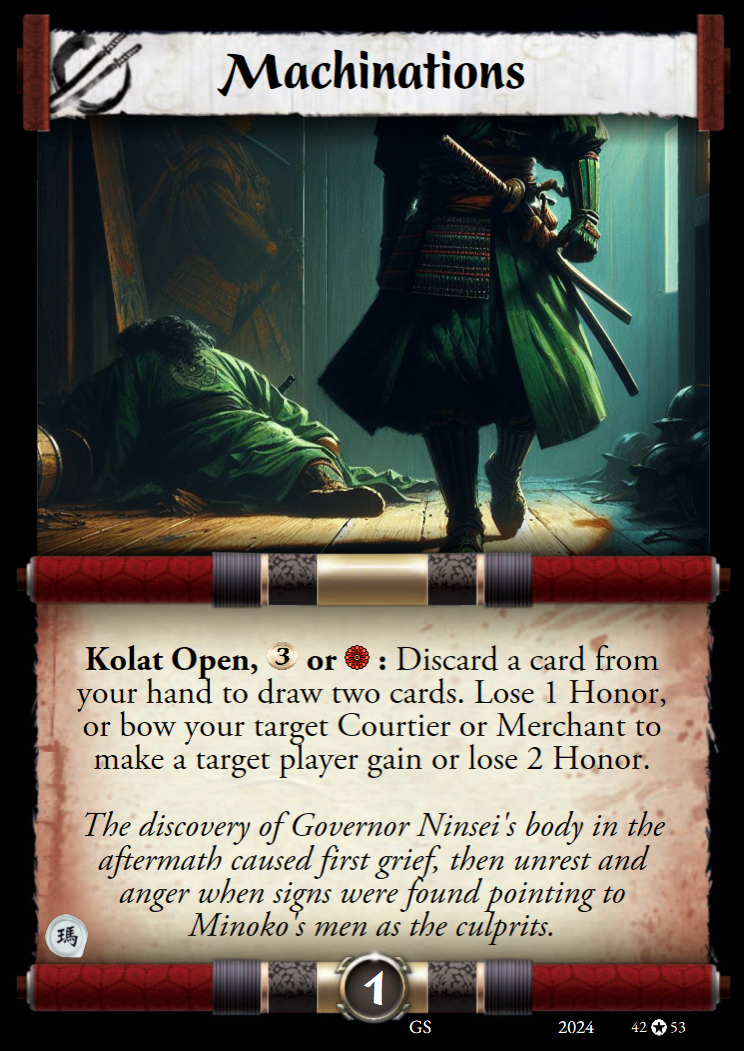 Machinations
Kolat Open, 3 or : Discard a card from
your hand to draw two cards. Lose 1 Honor,
or bow your target Courtier or Merchant to
make a target player gain or lose 2 Honor.
The discovery of Governor Ninsei's body in the
aftermath caused first grief, then unrest and
anger when signs were found pointing to
Minoko's men as the culprits.
瑪
1
GS 2024 42 ★ 53